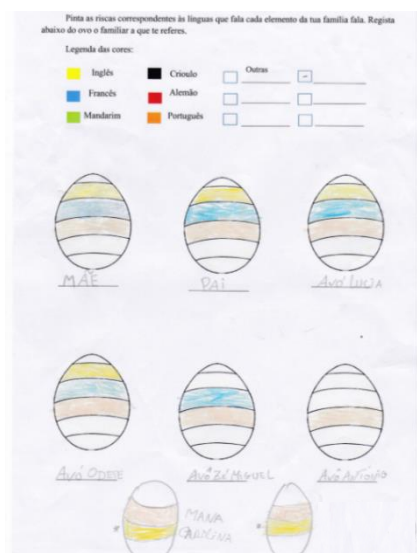 Pinta as riscas correspondentes às línguas que fala cada elemento da tua família fala. Regista
abaixo do ovo o familiar a que te referes.
Legenda das cores:
Inglês Crioulo Outras
Francês Alemão
Mandarim Português
MÃE PAI AVÓ LUCIA
AVÓ ODETE AVÔ ZÉ MIGUEL AVÔ ANTÓNIO
* MANA CAROLINA *